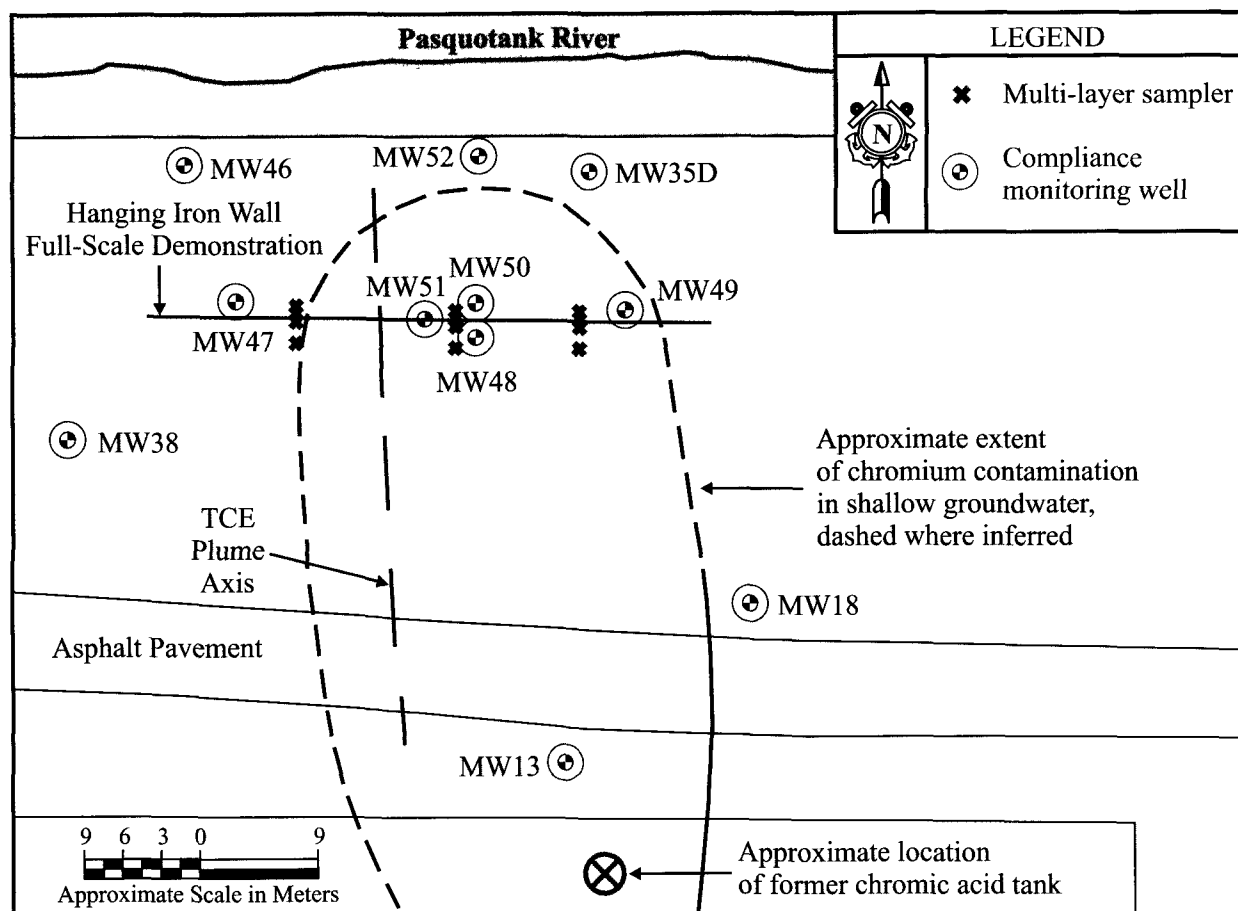 Pasquotank River
LEGEND
N
Multi-layer sampler
Compliance
monitoring well
MW46
MW52
MW35D
Hanging Iron Wall
Full-Scale Demonstration
MW50
MW51
MW49
MW47
MW48
MW38
Approximate extent
of chromium contamination
in shallow groundwater,
dashed where inferred
TCE
Plume
Axis
MW18
Asphalt Pavement
MW13
9 6 3 0 9
Approximate Scale in Meters
Approximate location
of former chromic acid tank